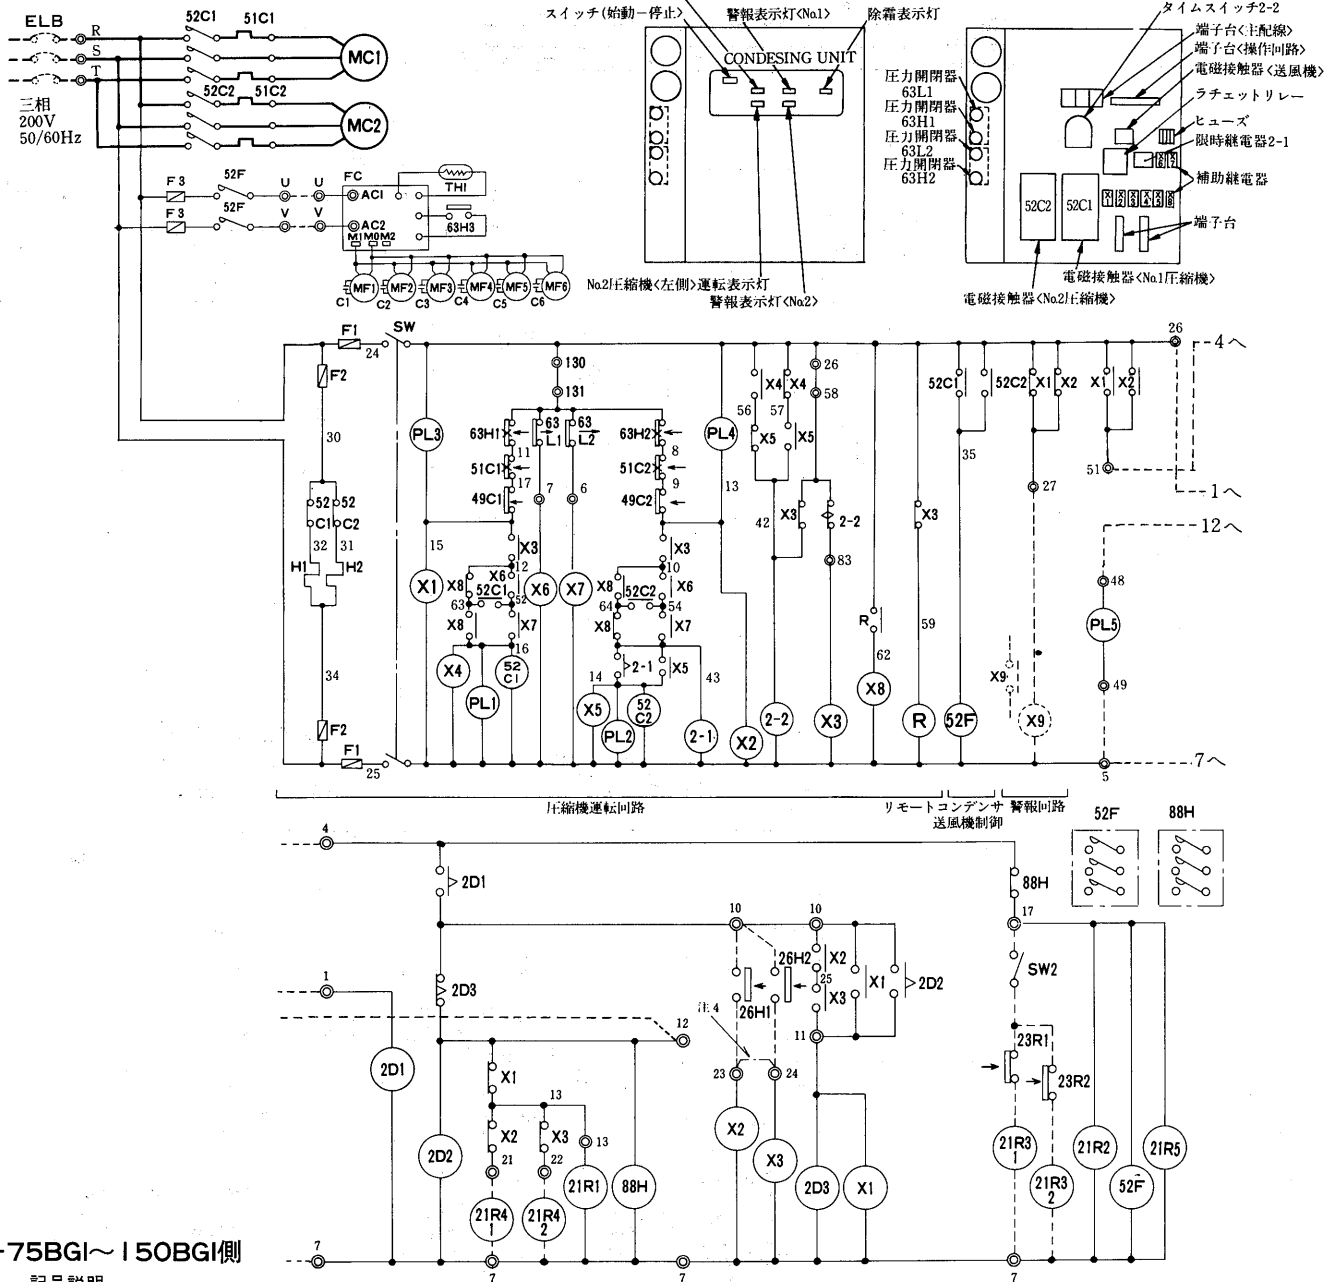 ELB
R
S
T
三相
200V
50/60Hz
52C1
51C1
MC1
52C2
51C2
MC2
F3
52F
U
U
FC
AC1
TH1
F3
52F
V
V
AC2
63H3
M1 M0 M2
MF1
MF2
MF3
MF4
MF5
MF6
C1
C2
C3
C4
C5
C6
スイッチ(始動−停止)
警報表示灯<No.1>
除霜表示灯
CONDESING UNIT
No.2圧縮機<左側>運転表示灯
警報表示灯<No.2>
圧力開閉器
63L1
圧力開閉器
63H1
圧力開閉器
63L2
圧力開閉器
63H2
タイムスイッチ2-2
端子台<主配線>
端子台<操作回路>
電磁接触器<送風機>
ラチェットリレー
ヒューズ
限時継電器2-1
補助継電器
端子台
52C2
52C1
電磁接触器<No.1圧縮機>
電磁接触器<No.2圧縮機>
F1
24
SW
F2
30
52
C1
52
C2
32
31
H1
H2
34
F2
F1
25
PL3
15
X1
130
131
63H1
11
51C1
17
49C1
X3
12
X8
X6
52C1
63
52
X8
X7
16
X4
PL1
52
C1
63
L1
7
X6
63
L2
6
X7
63H2
8
51C2
9
49C2
X3
10
X8
X6
52C2
64
54
X8
X7
2-1
X5
14
43
X5
PL2
52
C2
2-1
PL4
13
X2
X4
X4
56
57
X5
X5
42
2-2
26
58
X3
2-2
83
X3
R
62
X8
X3
59
R
52C1
35
52F
52C2
X1
X2
27
X9
X9
X1
X2
51
26
4へ
1へ
12へ
48
PL5
49
5
7へ
圧縮機運転回路
リモートコンデンサ
送風機制御
警報回路
52F
88H
4
2D1
2D3
1
2D1
12
2D2
X1
13
X2
X3
13
21
22
21R4
1
21R4
2
21R1
88H
10
10
26H1
26H2
注4
23
24
X2
X3
X2
25
X3
X1
2D2
11
2D3
X1
88H
17
SW2
23R1
23R2
21R3
1
21R3
2
21R2
52F
21R5
7
7
7
7
-75BG1～150BG1側
記号説明